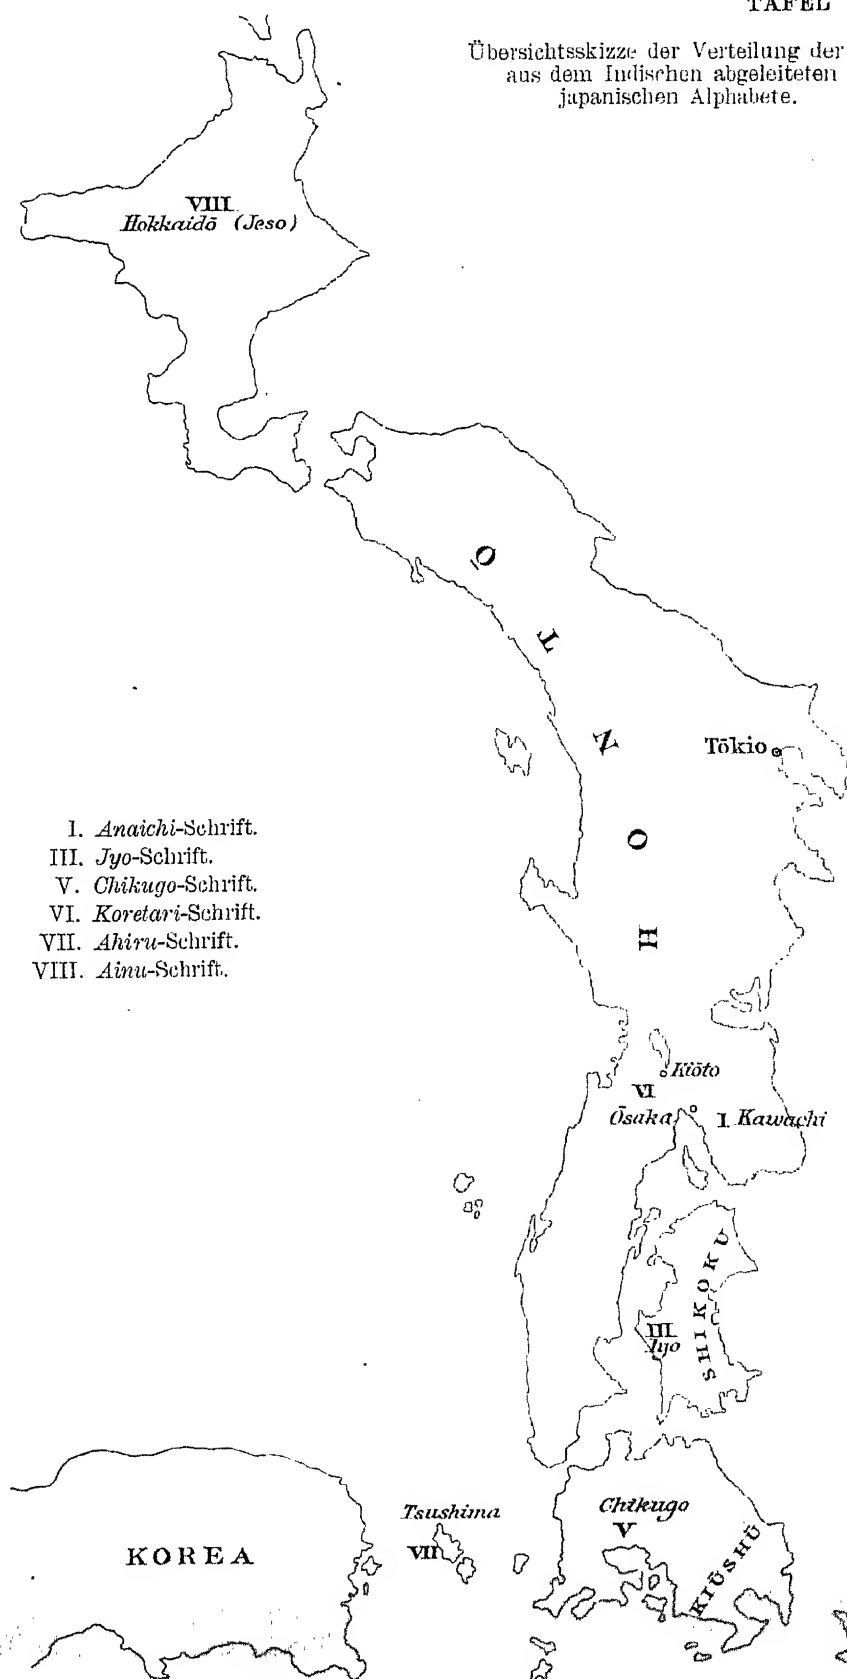 TAFEL
Übersichtsskizze der Verteilung der
aus dem Indischen abgeleiteten
japanischen Alphabete.
VIII.
Hokkaidō (Jeso)
HONTŌ
Tōkio
I. Anaichi-Schrift.
III. Jyo-Schrift.
V. Chikugo-Schrift.
VI. Koretari-Schrift.
VII. Ahiru-Schrift.
VIII. Ainu-Schrift.
Kiōto
VI
Ōsaka
I. Kawachi
SHIKOKU
III.
Iyo
Tsushima
VII
Chikugo
V
KOREA
KIŪSHŪ